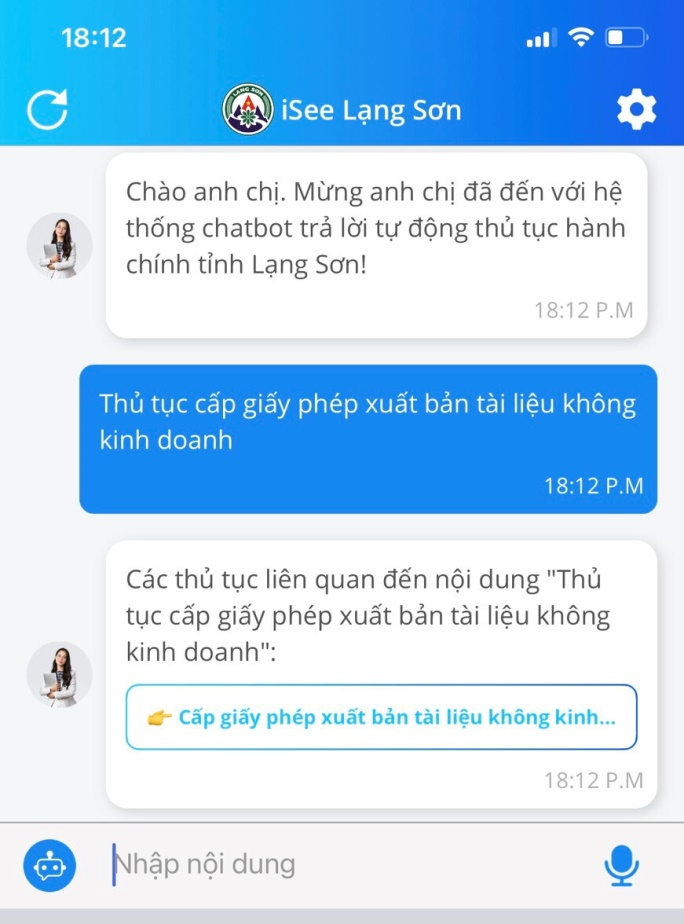 18:12
LANG SON
iSee Lạng Sơn
Chào anh chị. Mừng anh chị đã đến với hệ
thống chatbot trả lời tự động thủ tục hành
chính tỉnh Lạng Sơn!
18:12 P.M
Thủ tục cấp giấy phép xuất bản tài liệu không
kinh doanh
18:12 P.M
Các thủ tục liên quan đến nội dung "Thủ
tục cấp giấy phép xuất bản tài liệu không
kinh doanh":
👉 Cấp giấy phép xuất bản tài liệu không kinh...
18:12 P.M
Nhập nội dung